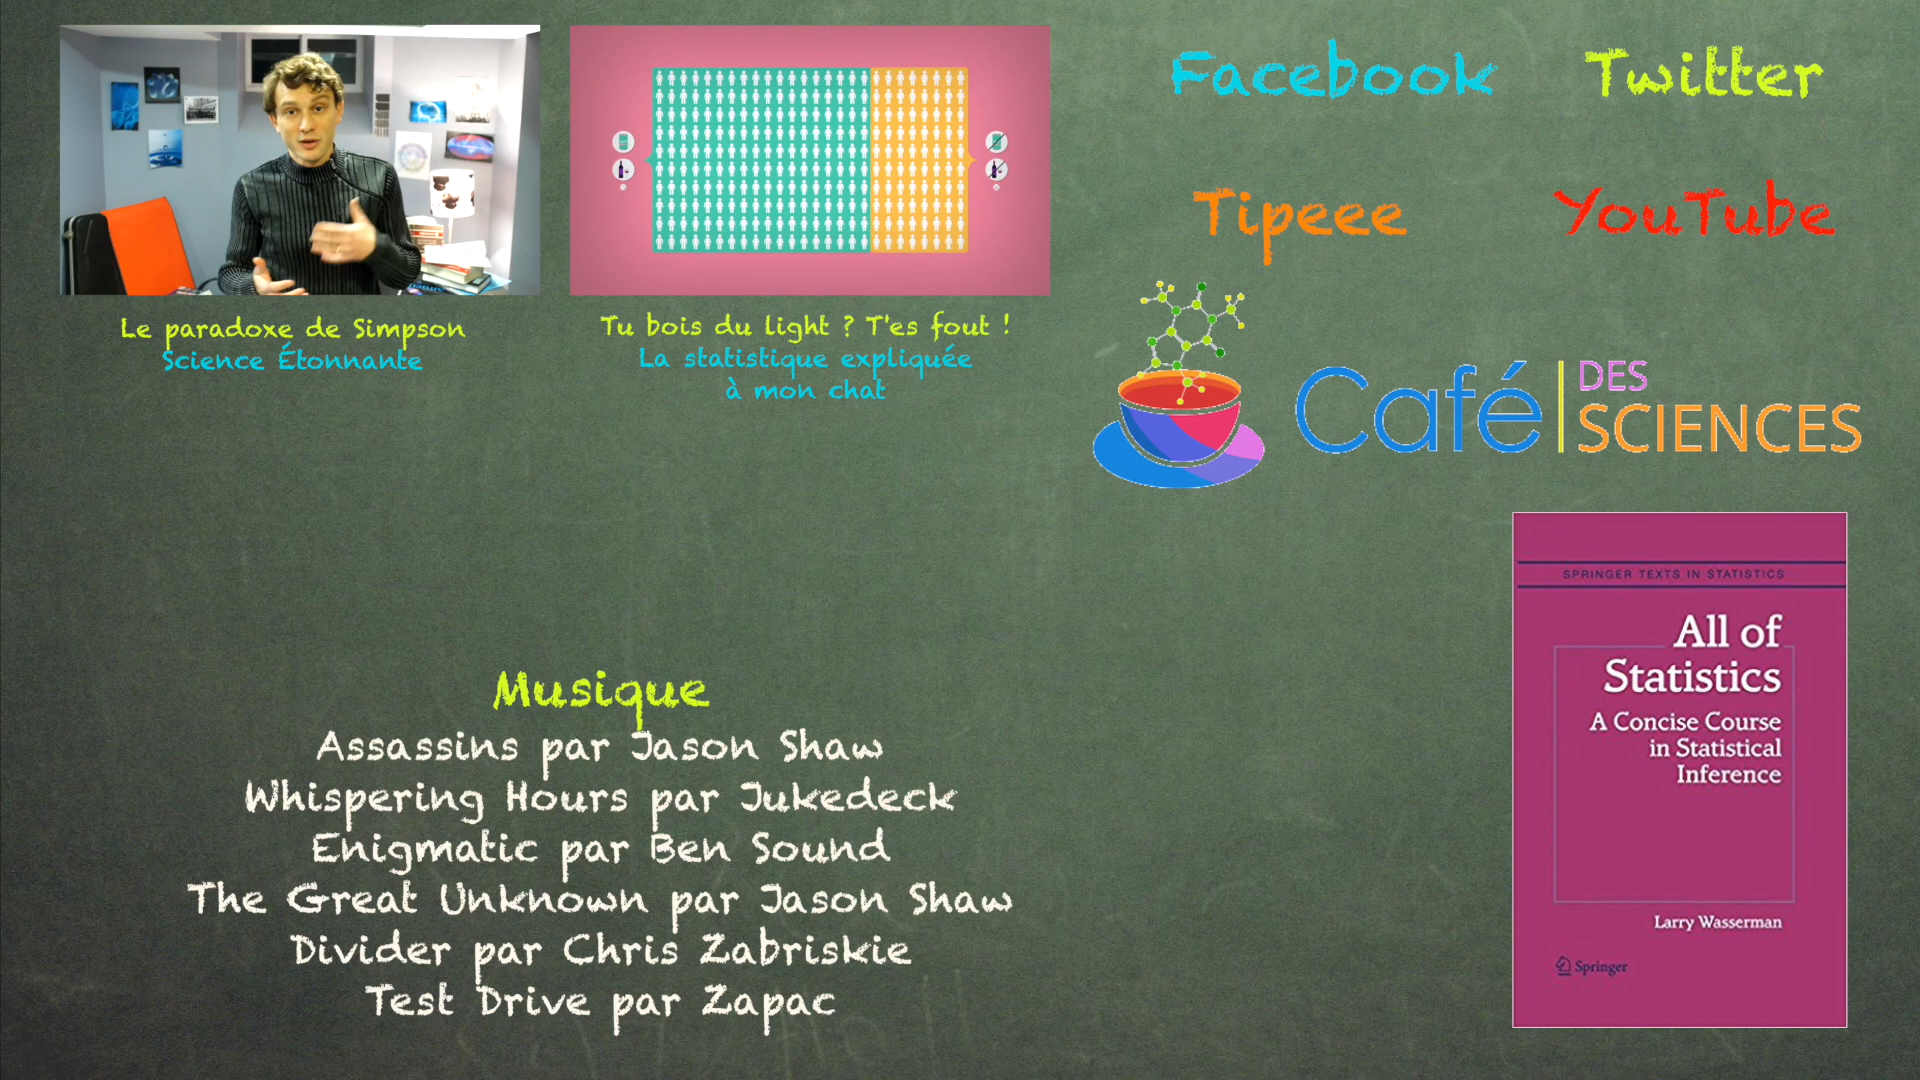 Le paradoxe de Simpson
Science Étonnante
Tu bois du light ? T'es fout !
La statistique expliquée
à mon chat
Facebook
Twitter
Tipeee
YouTube
Café DES
SCIENCES
SPRINGER TEXTS IN STATISTICS
All of
Statistics
A Concise Course
in Statistical
Inference
Larry Wasserman
Springer
Musique
Assassins par Jason Shaw
Whispering Hours par Jukedeck
Enigmatic par Ben Sound
The Great Unknown par Jason Shaw
Divider par Chris Zabriskie
Test Drive par Zapac